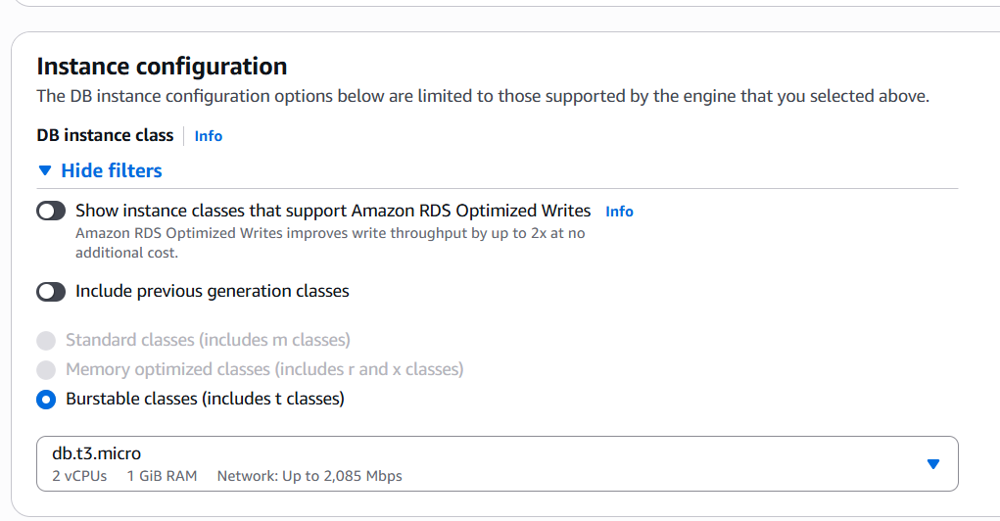 Instance configuration
The DB instance configuration options below are limited to those supported by the engine that you selected above.
DB instance class
Info
Hide filters
Show instance classes that support Amazon RDS Optimized Writes
Info
Amazon RDS Optimized Writes improves write throughput by up to 2x at no
additional cost.
Include previous generation classes
Standard classes (includes m classes)
Memory optimized classes (includes r and x classes)
Burstable classes (includes t classes)
db.t3.micro
2 vCPUs 1 GiB RAM Network: Up to 2,085 Mbps